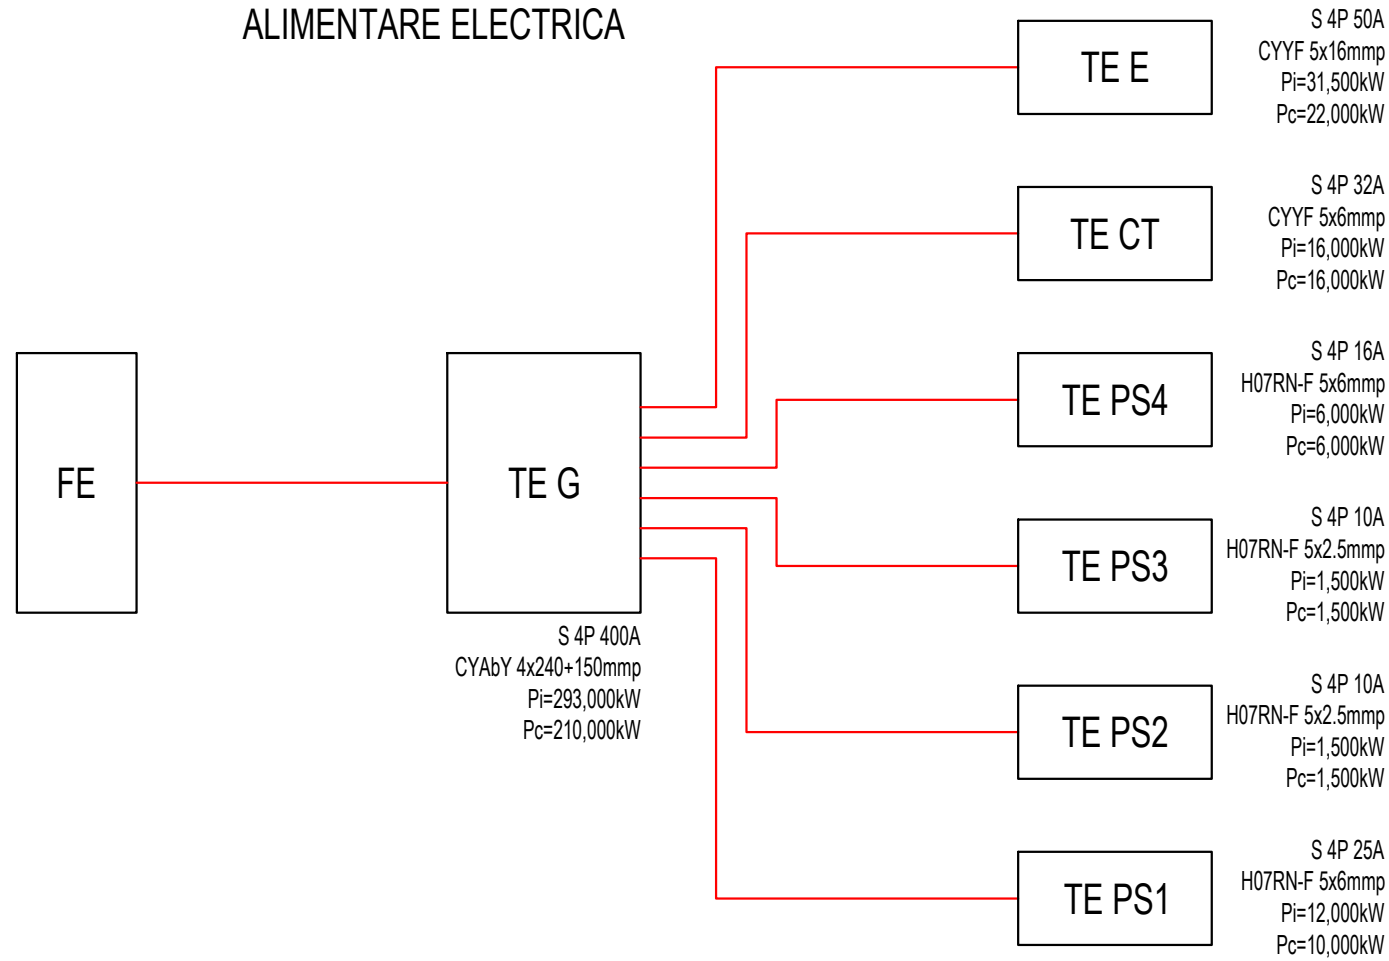 ALIMENTARE ELECTRICA
TE E
S 4P 50A
CYYF 5x16mmp
Pi=31,500kW
Pc=22,000kW
TE CT
S 4P 32A
CYYF 5x6mmp
Pi=16,000kW
Pc=16,000kW
TE PS4
S 4P 16A
H07RN-F 5x6mmp
Pi=6,000kW
Pc=6,000kW
FE
TE G
S 4P 400A
CYAbY 4x240+150mmp
Pi=293,000kW
Pc=210,000kW
TE PS3
S 4P 10A
H07RN-F 5x2.5mmp
Pi=1,500kW
Pc=1,500kW
TE PS2
S 4P 10A
H07RN-F 5x2.5mmp
Pi=1,500kW
Pc=1,500kW
TE PS1
S 4P 25A
H07RN-F 5x6mmp
Pi=12,000kW
Pc=10,000kW